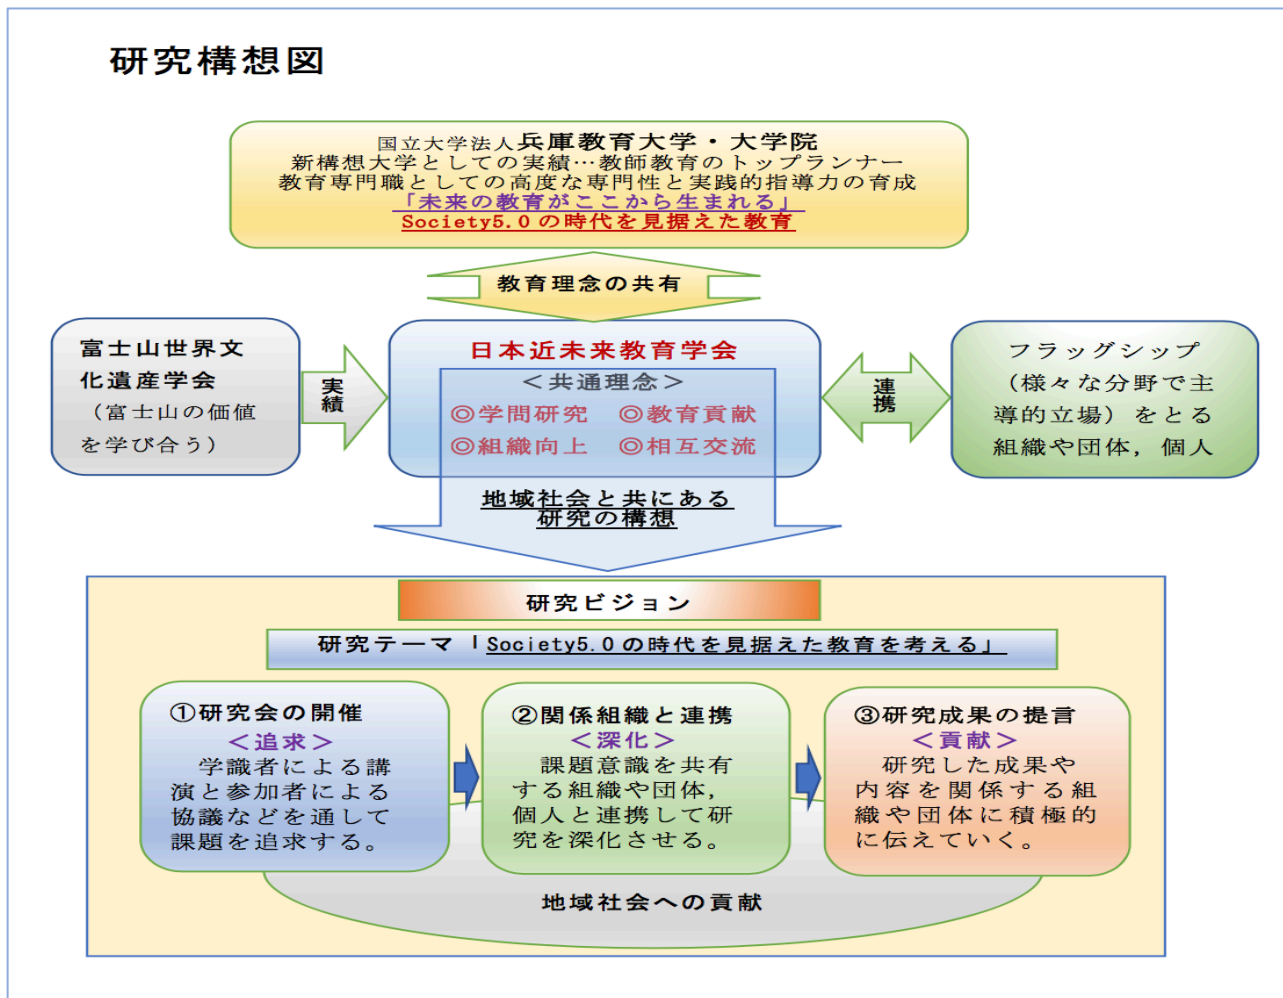 研究構想図
国立大学法人兵庫教育大学・大学院
新構想大学としての実績…教師教育のトップランナー
教育専門職としての高度な専門性と実践的指導力の育成
「未来の教育がここから生まれる」
Society5.0の時代を見据えた教育
教育理念の共有
富士山世界文
化遺産学会
（富士山の価値
を学び合う）
実績
日本近未来教育学会
＜共通理念＞
◎学問研究　◎教育貢献
◎組織向上　◎相互交流
連携
フラッグシップ
（様々な分野で主
導的立場）をとる
組織や団体，個人
地域社会と共にある
研究の構想
研究ビジョン
研究テーマ「Society5.0の時代を見据えた教育を考える」
①研究会の開催
＜追求＞
学識者による講
演と参加者による
協議などを通して
課題を追求する。
②関係組織と連携
＜深化＞
課題意識を共有
する組織や団体，
個人と連携して研
究を深化させる。
③研究成果の提言
＜貢献＞
研究した成果や
内容を関係する組
織や団体に積極的
に伝えていく。
地域社会への貢献